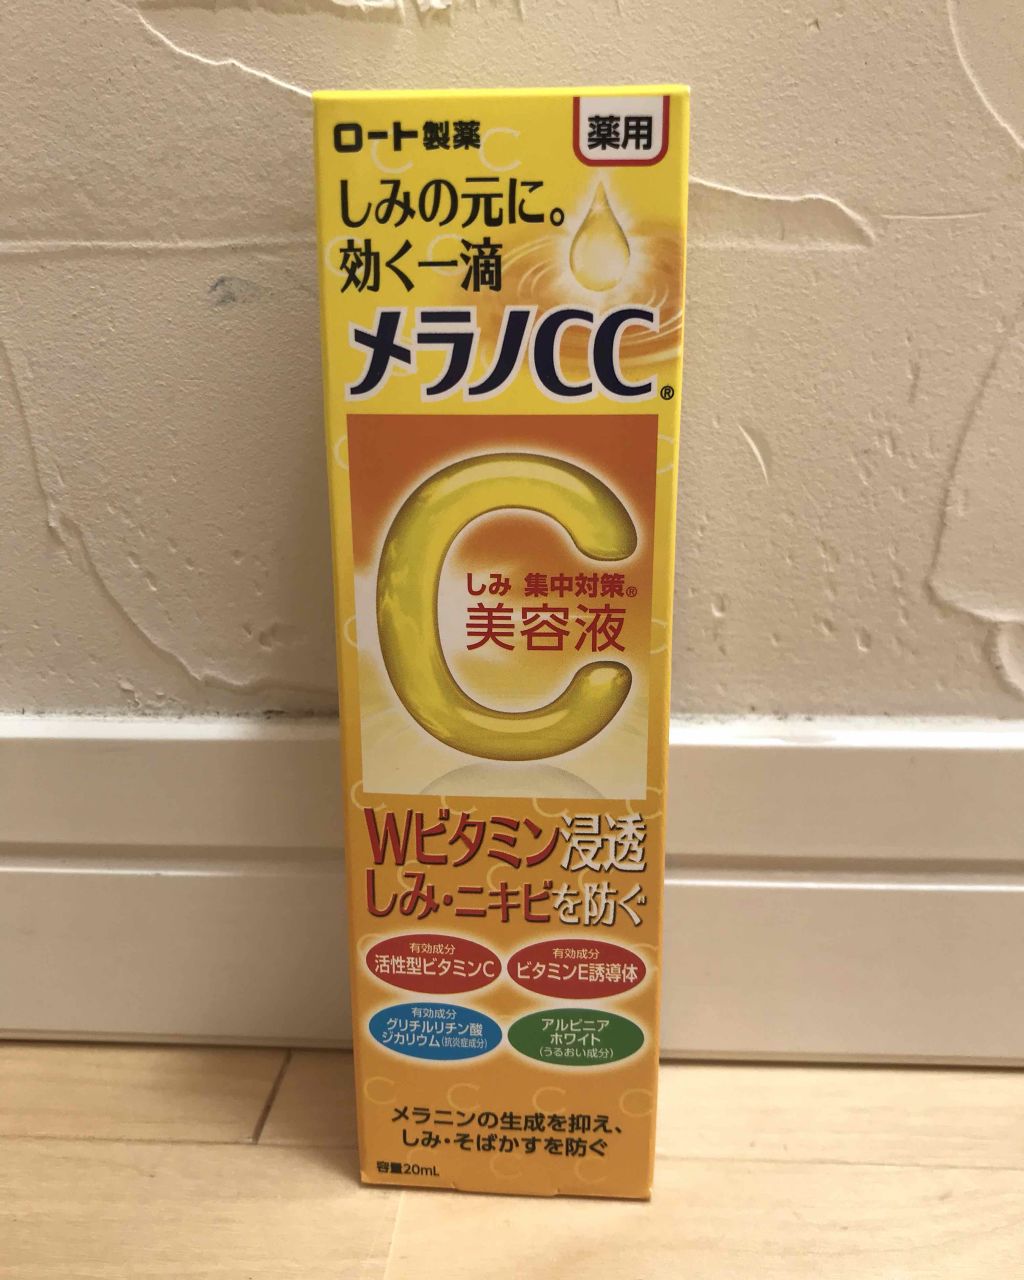 ロート製薬
薬用
しみの元に。
効く一滴
メラノCC®
しみ 集中対策®
美容液
Wビタミン浸透
しみ・ニキビを防ぐ
有効成分
活性型ビタミンC
有効成分
ビタミンE誘導体
有効成分
グリチルリチン酸
ジカリウム(抗炎症成分)
アルピニア
ホワイト
(うるおい成分)
メラニンの生成を抑え、
しみ・そばかすを防ぐ
容量20mL